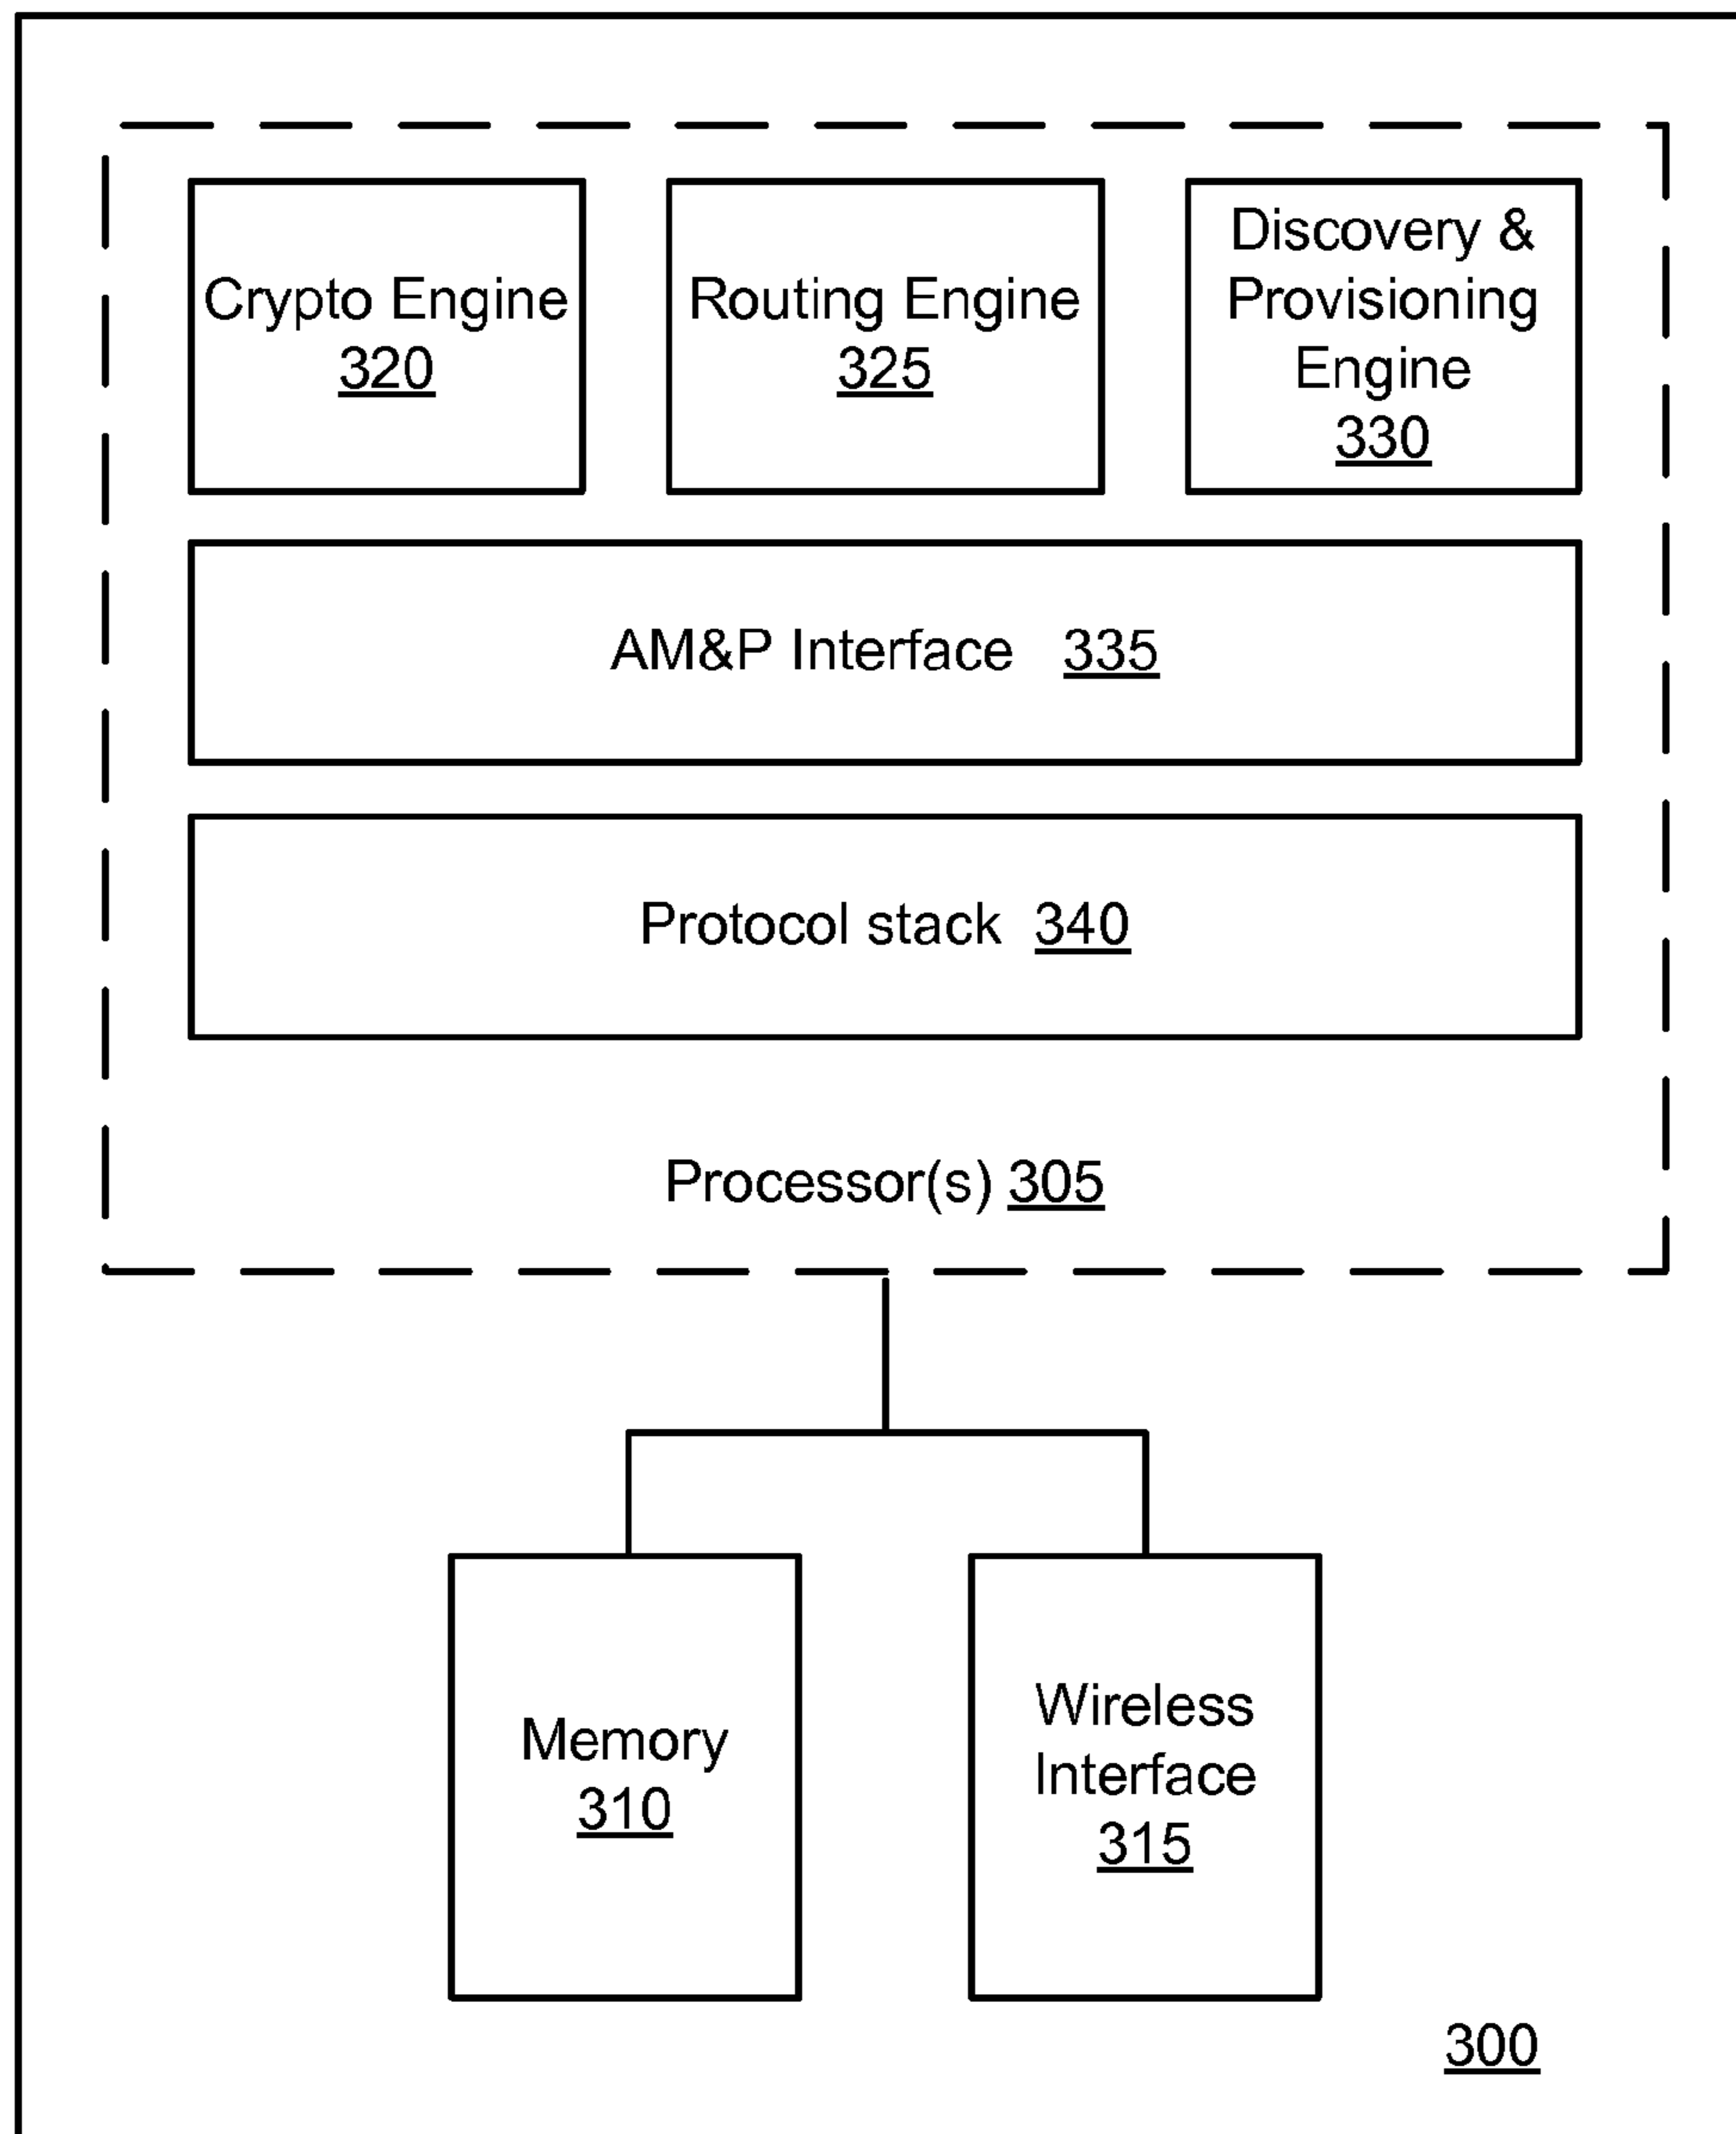 Crypto Engine
320
Routing Engine
325
Discovery &
Provisioning
Engine
330
AM&P Interface 335
Protocol stack 340
Processor(s) 305
Memory
310
Wireless
Interface
315
300